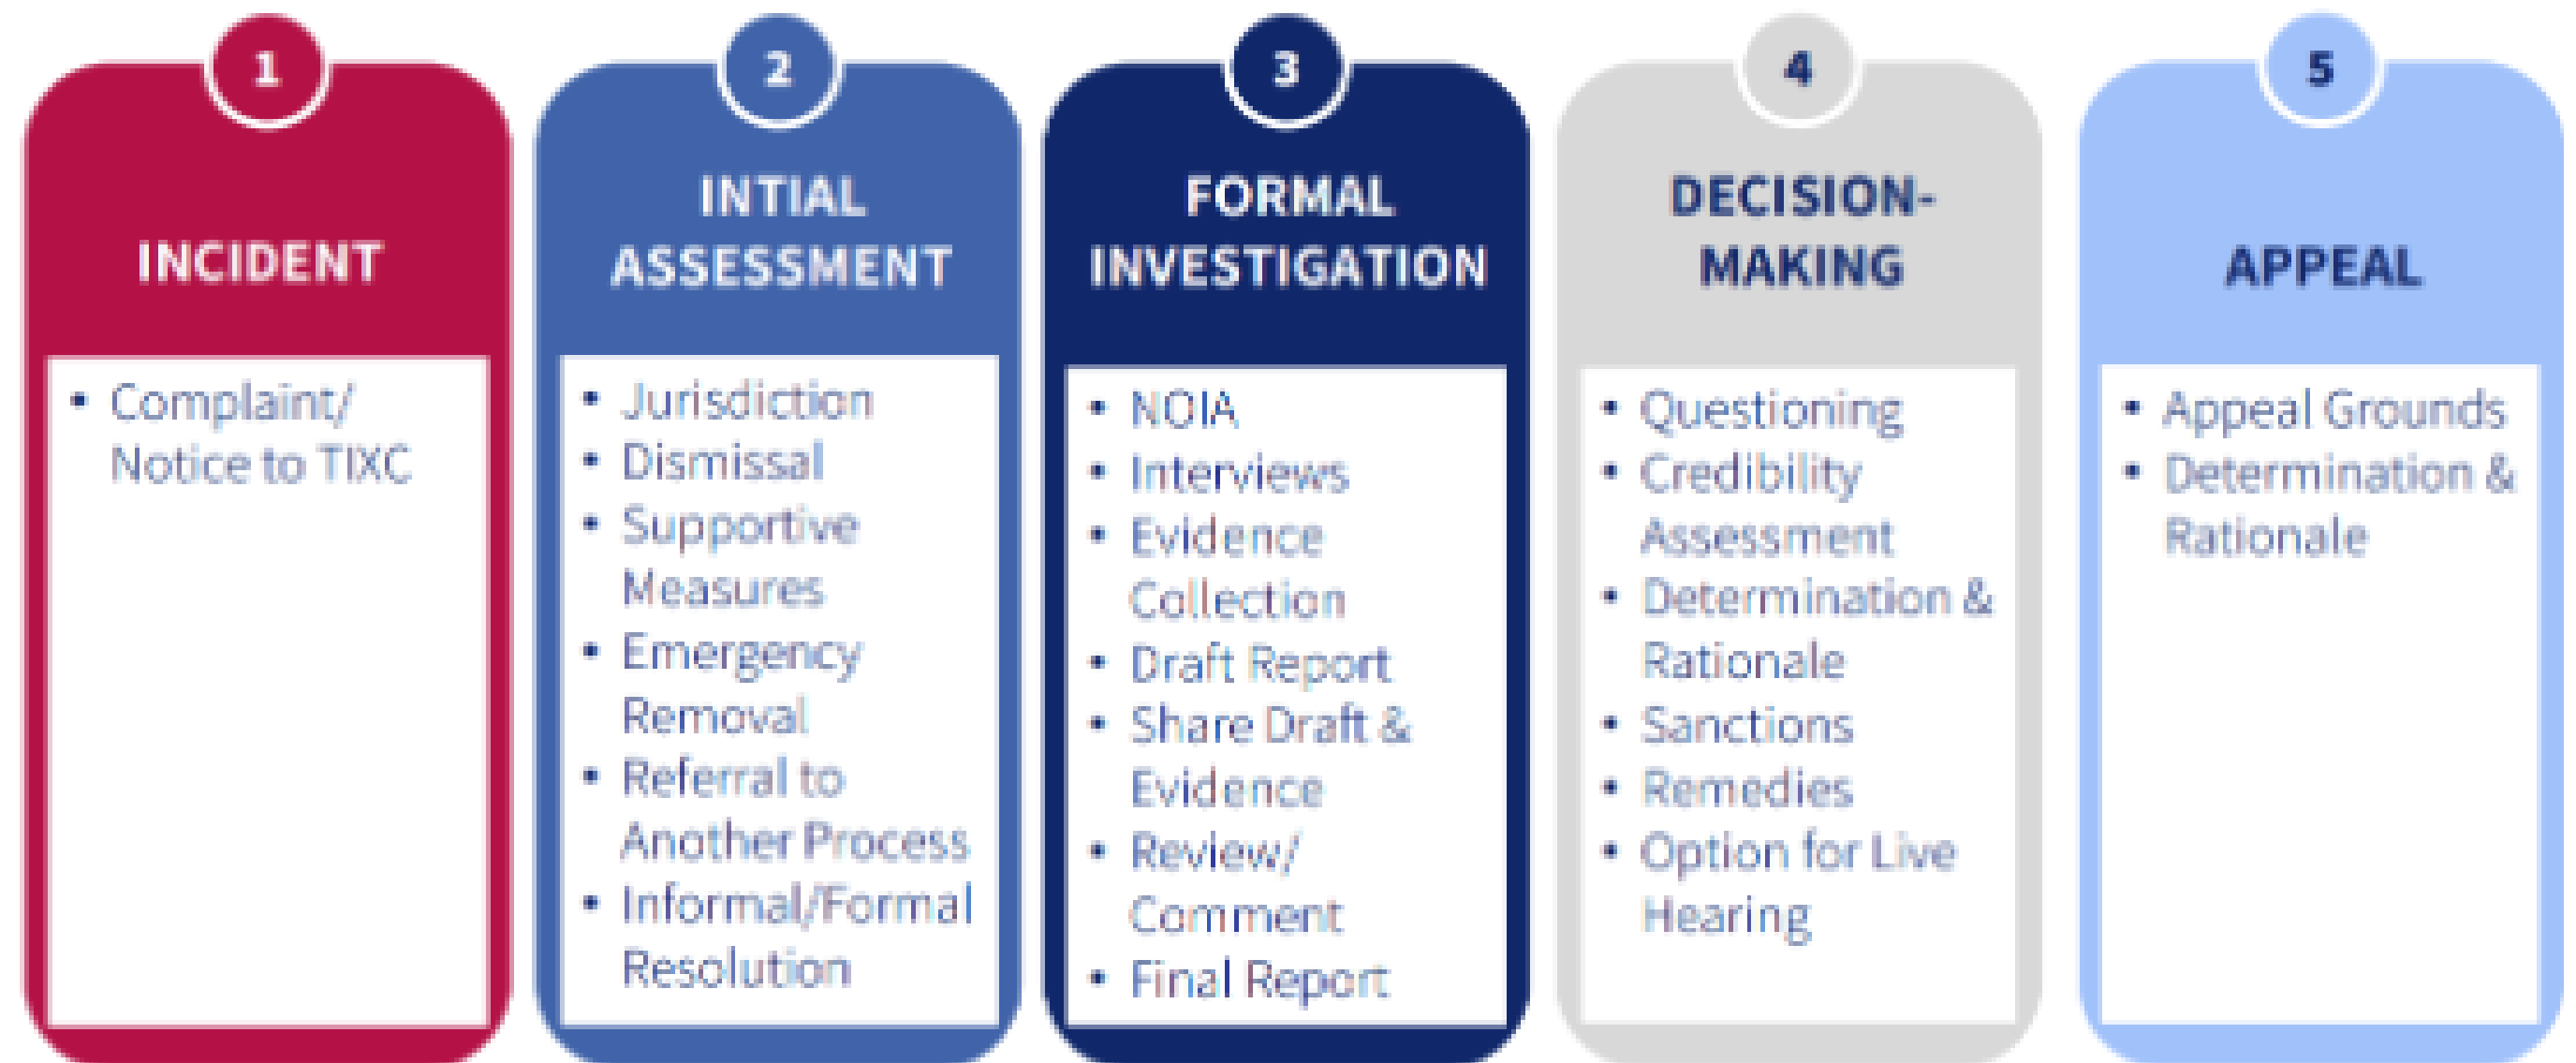 1
INCIDENT
• Complaint/
Notice to TIXC
2
INTIAL
ASSESSMENT
• Jurisdiction
• Dismissal
• Supportive
Measures
• Emergency
Removal
• Referral to
Another Process
• Informal/Formal
Resolution
3
FORMAL
INVESTIGATION
• NOIA
• Interviews
• Evidence
Collection
• Draft Report
• Share Draft &
Evidence
• Review/
Comment
• Final Report
4
DECISION-
MAKING
• Questioning
• Credibility
Assessment
• Determination &
Rationale
• Sanctions
• Remedies
• Option for Live
Hearing
5
APPEAL
• Appeal Grounds
• Determination &
Rationale